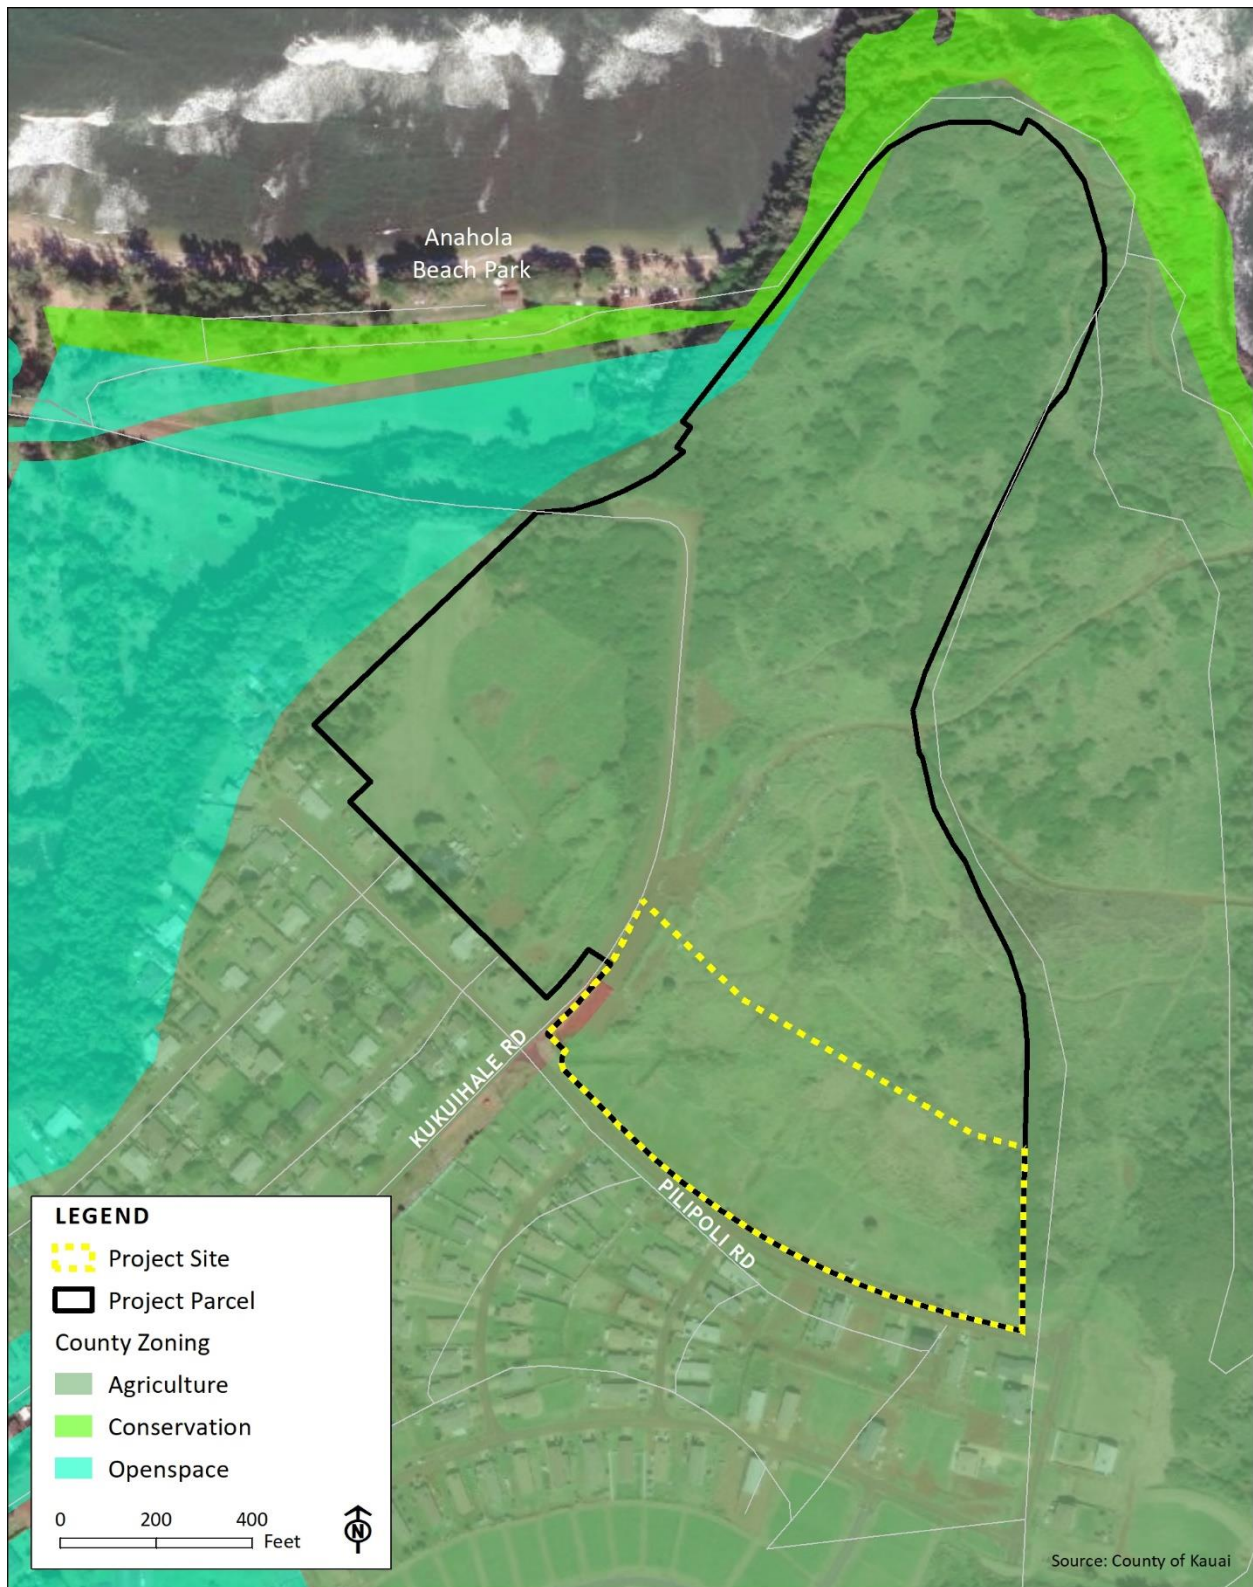 Anahola
Beach Park
KUKUIHALE RD
PILIPOLI RD
LEGEND
Project Site
Project Parcel
County Zoning
Agriculture
Conservation
Openspace
0 200 400
Feet
N
Source: County of Kauai